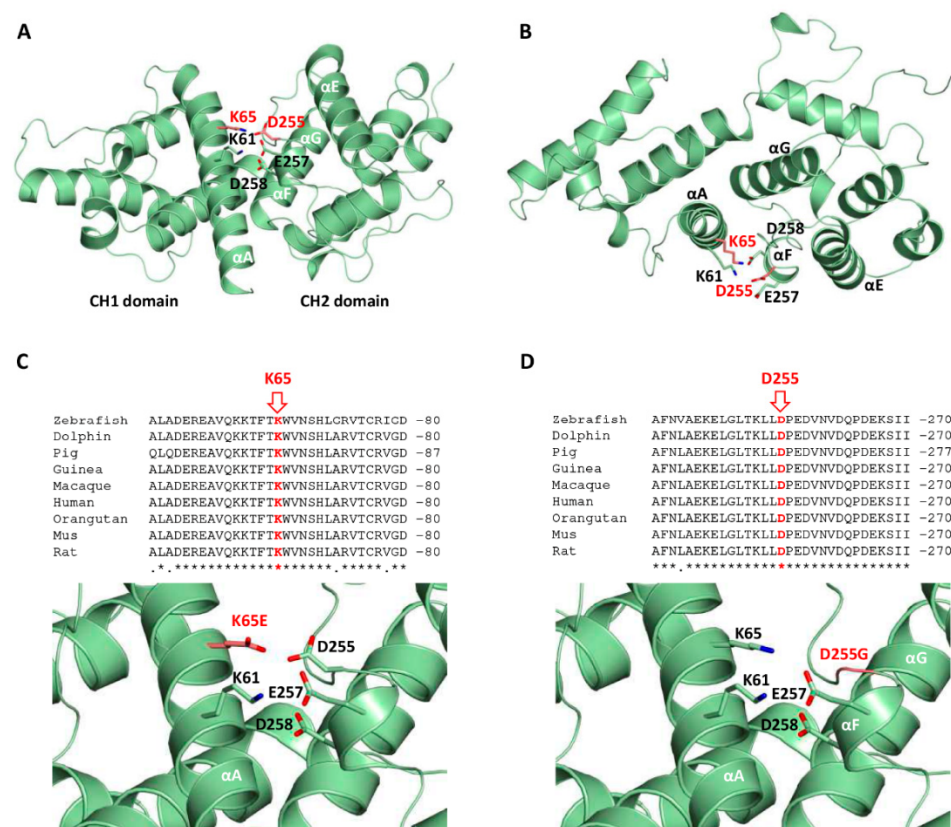 A
K65
D255
K61
E257
D258
αE
αG
αF
αA
CH1 domain
CH2 domain
B
αG
αA
D258
K65
αF
K61
D255
E257
αE
C
K65
Zebrafish ALADEREAVQKKTFTKWVNSHLGRVTCRIGD -80
Dolphin ALADEREAVQKKTFTKWVNSHLARVTCRVGD -80
Pig QLQDEREAVQKKTFTKWVNSHLARVTCRVGD -87
Guinea ALADEREAVQKKTFTKWVNSHLARVTCRVGD -80
Macaque ALADEREAVQKKTFTKWVNSHLARVTCRVGD -80
Human ALADEREAVQKKTFTKWVNSHLARVTCRVGD -80
Orangutan ALADEREAVQKKTFTKWVNSHLARVTCRVGD -80
Mus ALADEREAVQKKTFTKWVNSHLARVTCRVGD -80
Rat ALADEREAVQKKTFTKWVNSHLARVTCRVGD -80
.*.*******************.*****.**
K65E
D255
K61
E257
D258
αA
D
D255
Zebrafish AFNVAEKELGLTKLLDPEDVNVDQPDEKSII -270
Dolphin AFNLAEKELGLTKLLDPEDVNVDQPDEKSII -270
Pig AFNLAEKELGLTKLLDPEDVNVDQPDEKSII -277
Guinea AFNLAEKELGLTKLLDPEDVNVDQPDEKSII -270
Macaque AFNLAEKELGLTKLLDPEDVNVDQPDEKSII -270
Human AFNLAEKELGLTKLLDPEDVNVDQPDEKSII -270
Orangutan AFNLAEKELGLTKLLDPEDVNVDQPDEKSII -270
Mus AFNLAEKELGLTKLLDPEDVNVDQPDEKSII -270
Rat AFNLAEKELGLTKLLDPEDVNVDQPDEKSII -270
***.***************************
K65
D255G
αG
K61
E257
αF
D258
αA